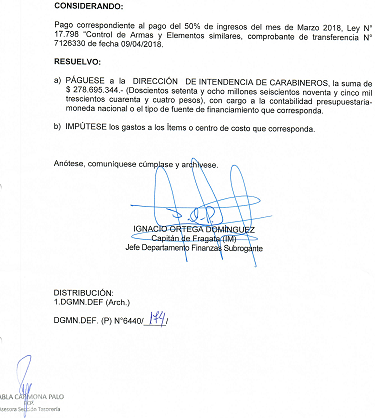 CONSIDERANDO:
Pago correspondiente al pago del 50% de ingresos del mes de Marzo 2018, Ley N°
17.798 "Control de Armas y Elementos similares, comprobante de transferencia N°
7126330 de fecha 09/04/2018.
RESUELVO:
a) PÁGUESE a la DIRECCIÓN DE INTENDENCIA DE CARABINEROS, la suma de
$ 278.695.344.- (Doscientos setenta y ocho millones seiscientos noventa y cinco mil
trescientos cuarenta y cuatro pesos), con cargo a la contabilidad presupuestaria-
moneda nacional o el tipo de fuente de financiamiento que corresponda.
b) IMPÚTESE los gastos a los Ítems o centro de costo que corresponda.
Anótese, comuníquese cúmplase y archívese.
IGNACIO ORTEGA DOMÍNGUEZ
Capitán de Fragata (IM)
Jefe Departamento Finanzas Subrogante
DISTRIBUCIÓN:
1.DGMN.DEF (Arch.)
DGMN.DEF. (P) N°6440/
CARMONA PALO
Asesora Sección Tesorería